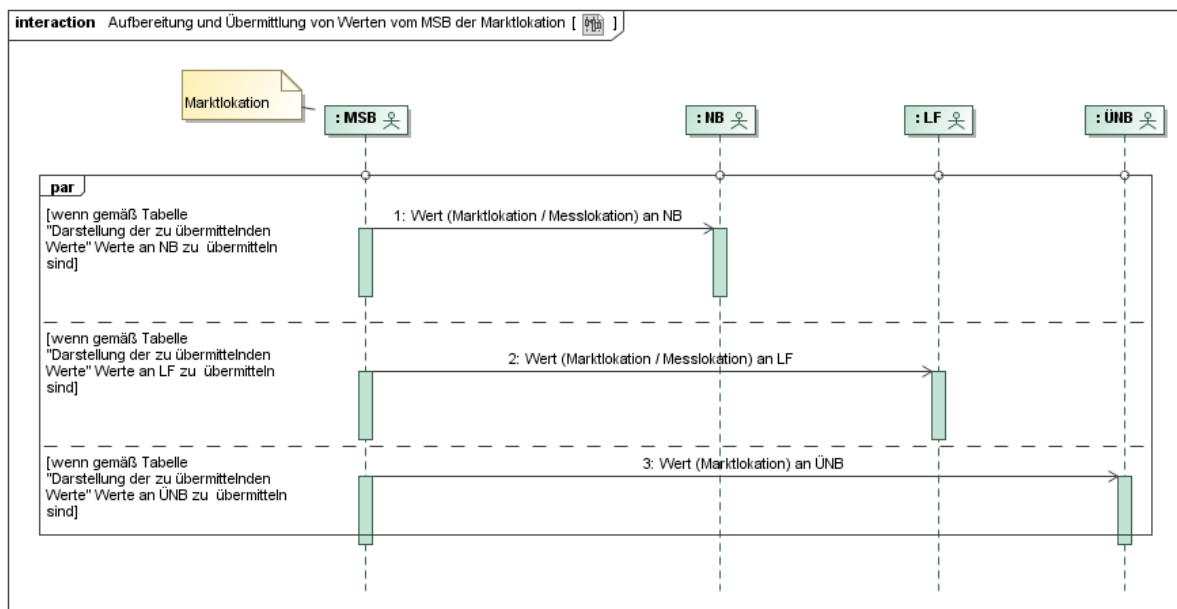 interaction Aufbereitung und Übermittlung von Werten vom MSB der Marktlokation [ ]
Marktlokation
: MSB
: NB
: LF
: ÜNB
par
[wenn gemäß Tabelle
"Darstellung der zu übermittelnden
Werte" Werte an NB zu übermitteln
sind]
1: Wert (Marktlokation / Messlokation) an NB
[wenn gemäß Tabelle
"Darstellung der zu übermittelnden
Werte" Werte an LF zu übermitteln
sind]
2: Wert (Marktlokation / Messlokation) an LF
[wenn gemäß Tabelle
"Darstellung der zu übermittelnden
Werte" Werte an ÜNB zu übermitteln
sind]
3: Wert (Marktlokation) an ÜNB